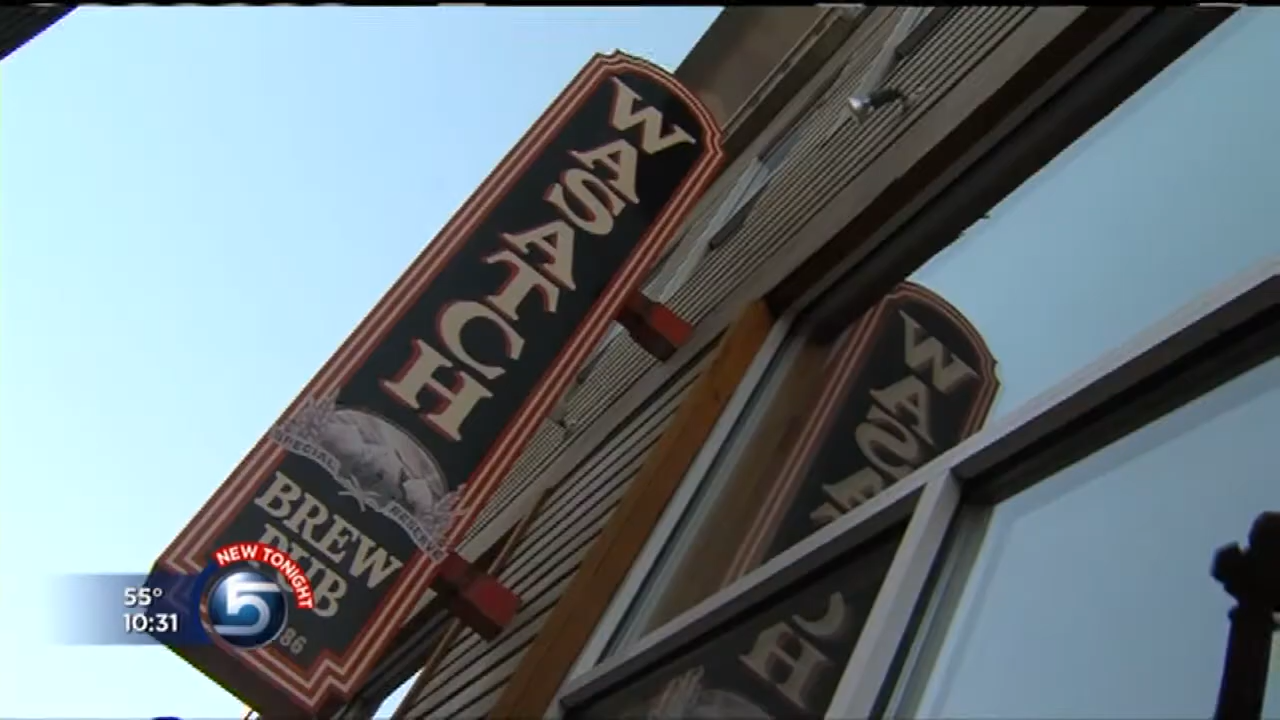 WASATCH
SPECIAL
RESERVE
BREW
PUB
86
WASATCH
NEW TONIGHT
5
55°
10:31